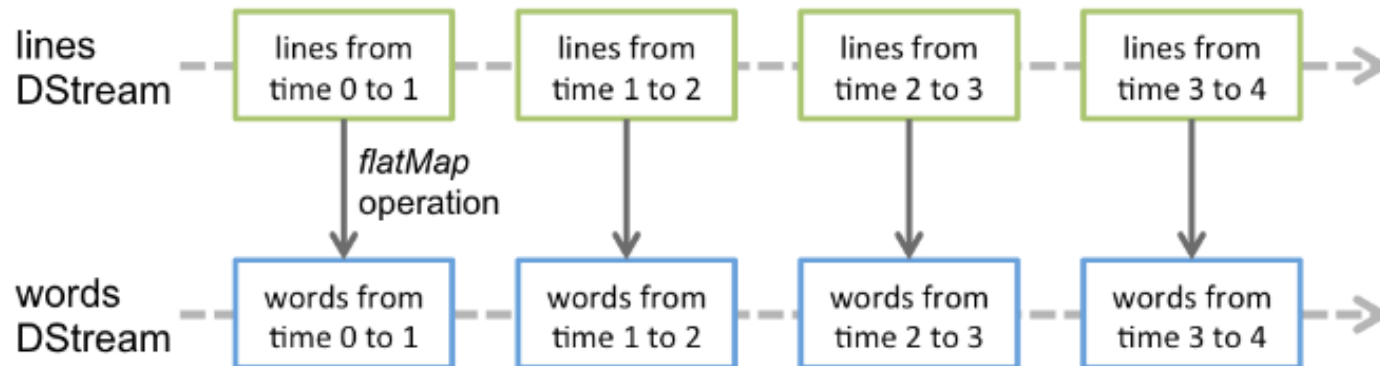 lines
DStream
lines from
time 0 to 1
lines from
time 1 to 2
lines from
time 2 to 3
lines from
time 3 to 4
flatMap
operation
words
DStream
words from
time 0 to 1
words from
time 1 to 2
words from
time 2 to 3
words from
time 3 to 4